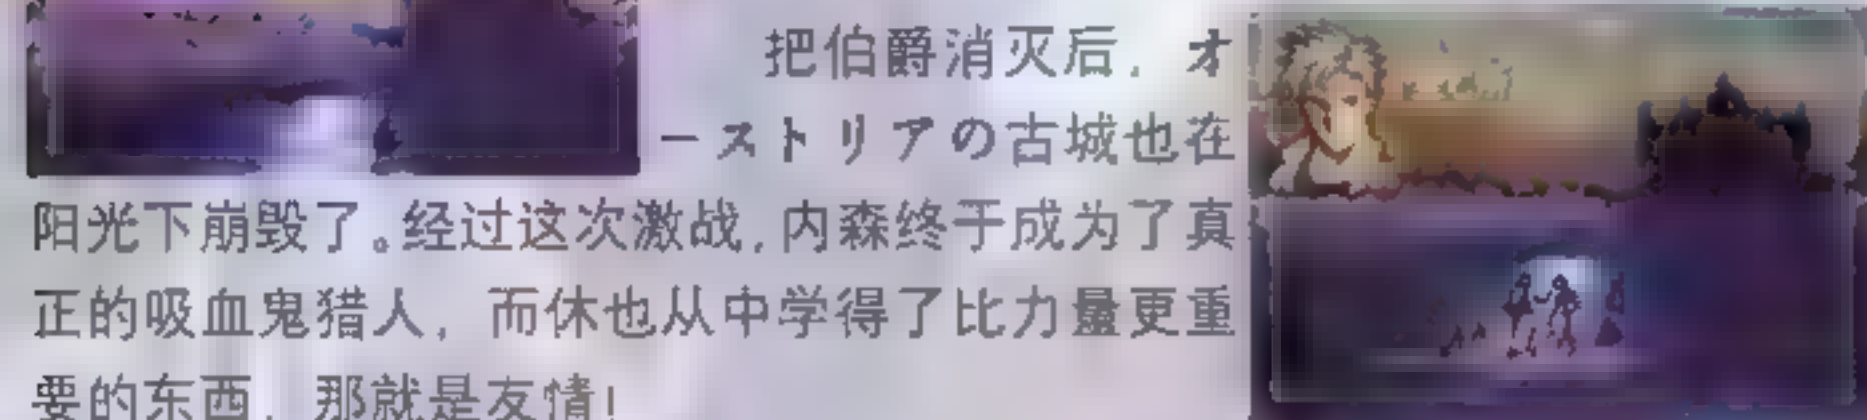 把伯爵消灭后，オ
ーストリアの古城也在
阳光下崩毁了。经过这次激战，内森终于成为了真
正的吸血鬼猎人，而休也从中学得了比力量更重
要的东西，那就是友情！